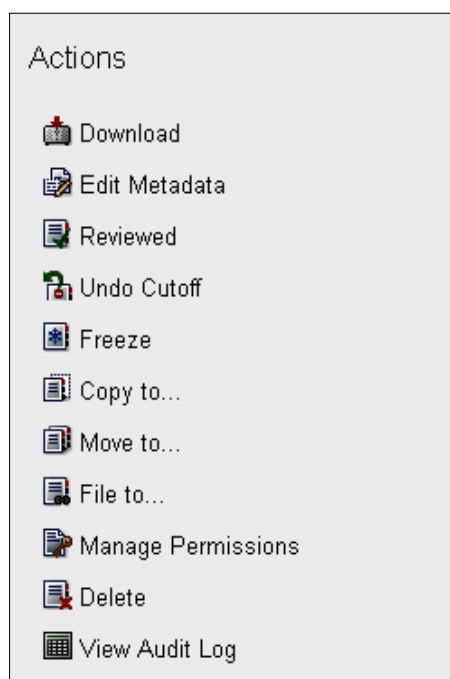 Actions
Download
Edit Metadata
Reviewed
Undo Cutoff
Freeze
Copy to...
Move to...
File to...
Manage Permissions
Delete
View Audit Log